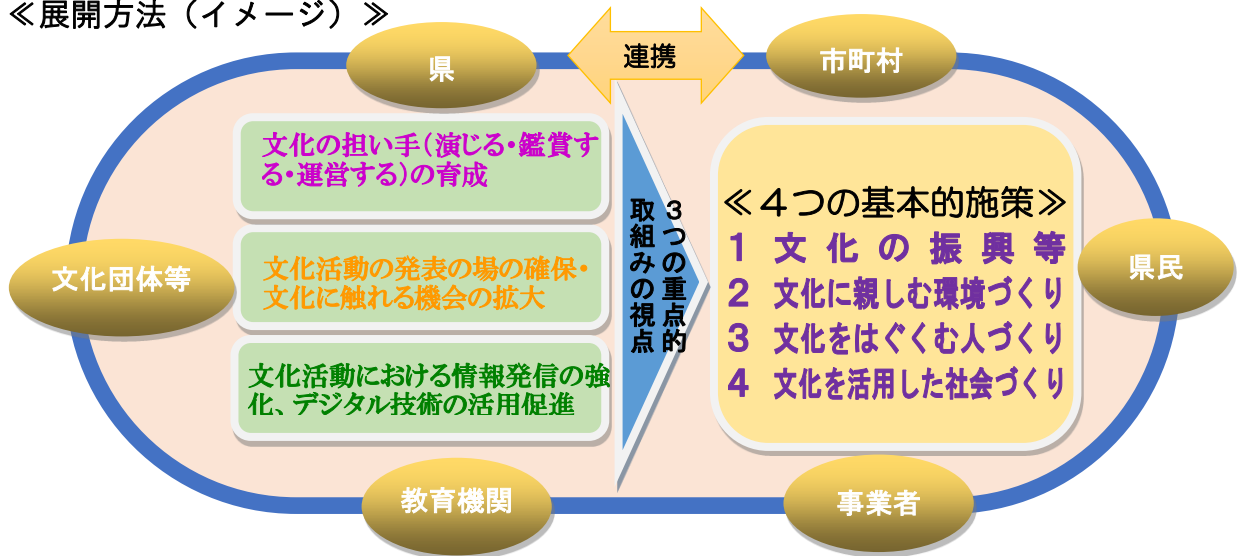 ≪展開方法（イメージ）≫
県
連携
市町村
文化団体等
文化の担い手（演じる・鑑賞す
る・運営する）の育成
文化活動の発表の場の確保・
文化に触れる機会の拡大
文化活動における情報発信の強
化、デジタル技術の活用促進
３つの重点的
取組みの視点
≪４つの基本的施策≫
１ 文化の振興等
２ 文化に親しむ環境づくり
３ 文化をはぐくむ人づくり
４ 文化を活用した社会づくり
県民
教育機関
事業者